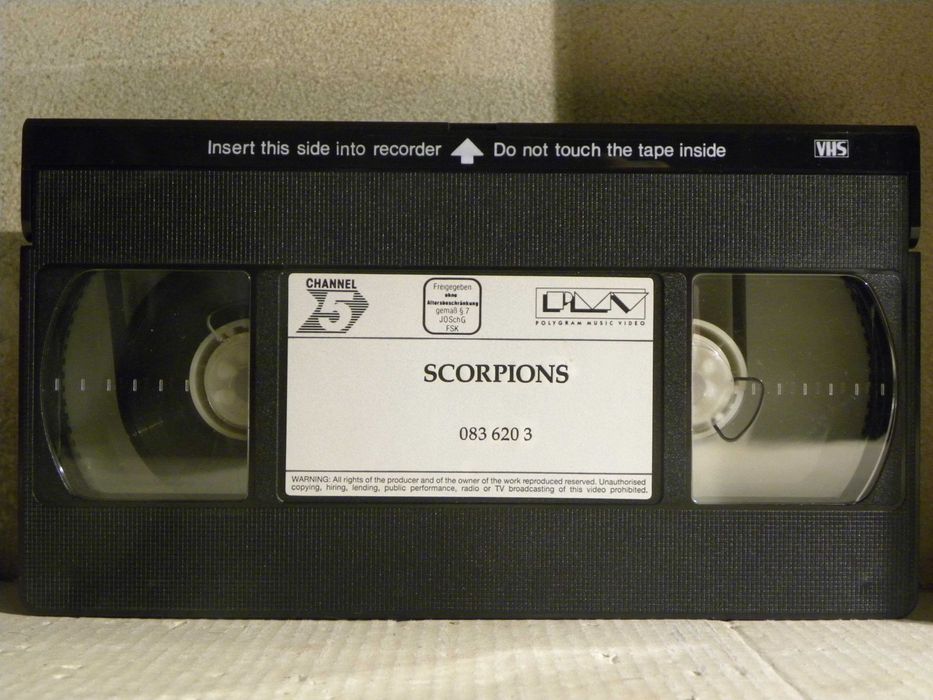 Insert this side into recorder Do not touch the tape inside VHS
CHANNEL
5
Freigegeben
ohne
Altersbeschränkung
gemäß § 7
JÖSchG
FSK
PMV
POLYGRAM MUSIC VIDEO
SCORPIONS
083 620 3
WARNING: All rights of the producer and of the owner of the work reproduced reserved. Unauthorised
copying, hiring, lending, public performance, radio or TV broadcasting of this video prohibited.